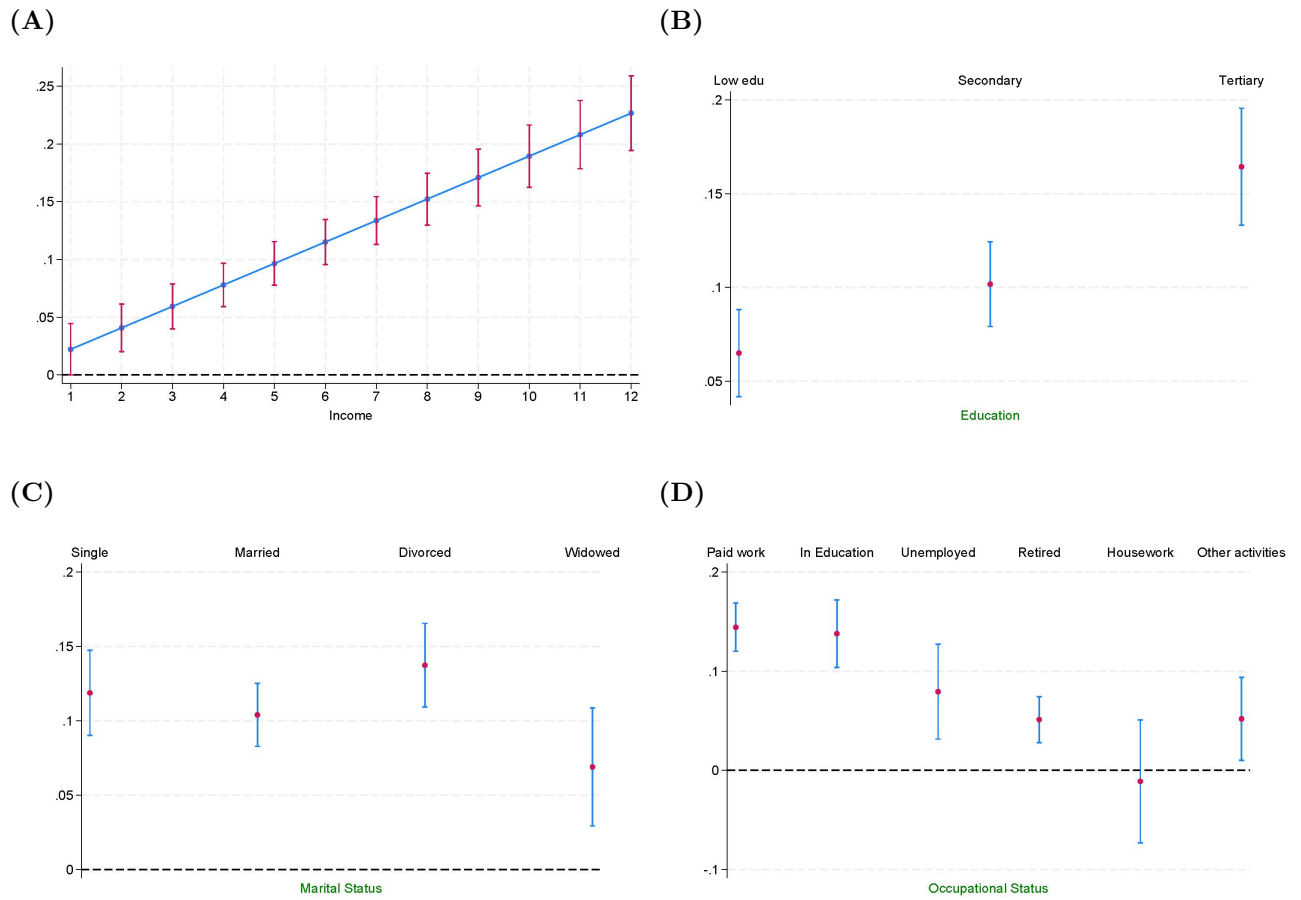 (A)
.25
.2
.15
.1
.05
0
1 2 3 4 5 6 7 8 9 10 11 12
Income
(B)
Low edu Secondary Tertiary
.2
.15
.1
.05
Education
(C)
Single Married Divorced Widowed
.2
.15
.1
.05
0
Marital Status
(D)
Paid work In Education Unemployed Retired Housework Other activities
.2
.1
0
-.1
Occupational Status